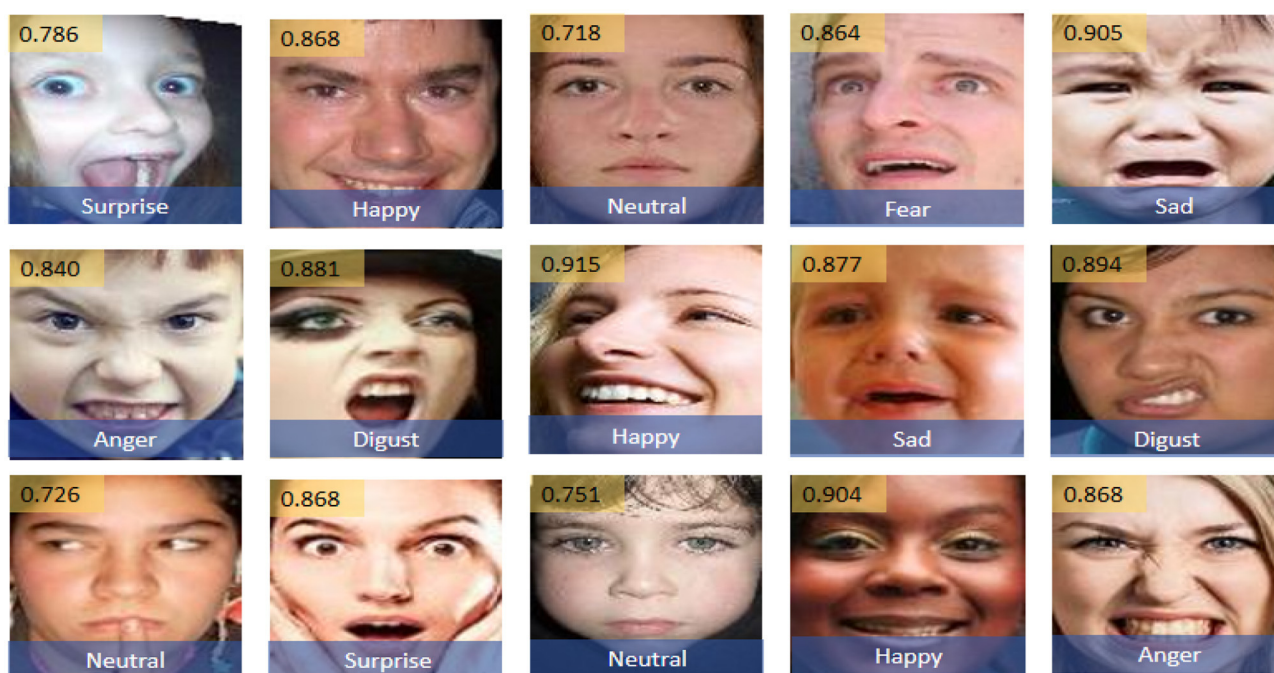 0.786
0.868
0.718
0.864
0.905
Surprise
Happy
Neutral
Fear
Sad
0.840
0.881
0.915
0.877
0.894
Anger
Digust
Happy
Sad
Digust
0.726
0.868
0.751
0.904
0.868
Neutral
Surprise
Neutral
Happy
Anger